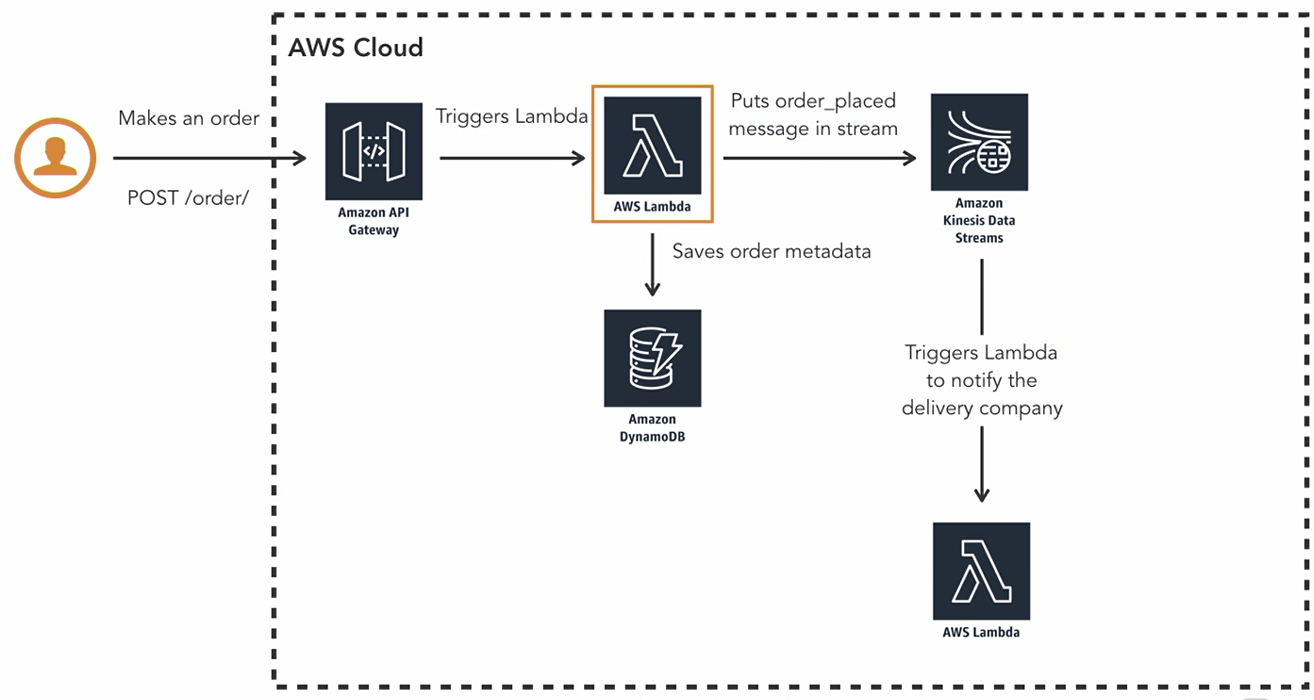 AWS Cloud
Makes an order
POST /order/
Amazon API
Gateway
Triggers Lambda
AWS Lambda
Puts order_placed
message in stream
Amazon
Kinesis Data
Streams
Saves order metadata
Amazon
DynamoDB
Triggers Lambda
to notify the
delivery company
AWS Lambda